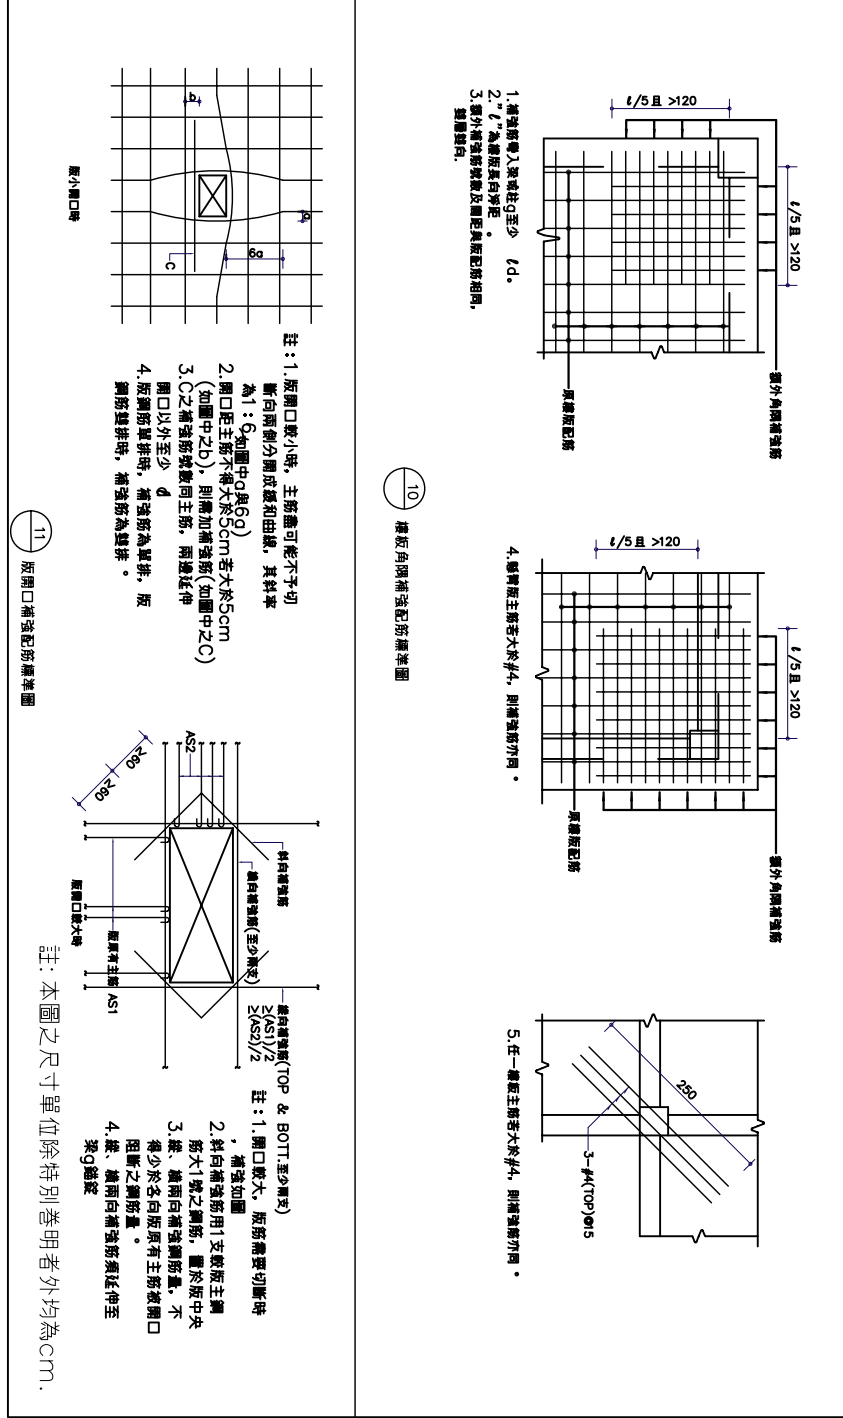 ℓ/5且 >120
ℓ/5且 >120
額外角隅補強筋
原樓版配筋
1.補強筋彎入梁或柱g至少 ℓd。
2."ℓ"為樓版長向淨距。
3.額外補強筋號數及間距與版配筋相同,
雙層雙向.
ℓ/5且 >120
ℓ/5且 >120
額外角隅補強筋
原樓版配筋
4.懸臂版主筋若大於#4, 則補強筋亦同。
250
3-#4(TOP)@15
5.任一樓版主筋若大於#4, 則補強筋亦同。
10 樓板角隅補強配筋標準圖
b
a
6a
C
版小開口時
註:1.版開口較小時, 主筋盡可能不予切
斷向兩側分開成緩和曲線, 其斜率
為1:6(如圖中a與6a)
2.開口距主筋不得大於5cm若大於5cm
(如圖中之b), 則需加補強筋(如圖中之C)
3.C之補強筋號數同主筋, 兩邊延伸
開口以外至少 d
4.版鋼筋單排時, 補強筋為單排, 版
鋼筋雙排時, 補強筋為雙排。
AS2
≥60
≥60
斜向補強筋
橫向補強筋(至少兩支)
縱向補強筋(TOP & BOTT.至少兩支)
≥(AS1)/2
≥(AS2)/2
版原有主筋 AS1
版開口較大時
註:1.開口較大, 版筋需要切斷時
, 補強如圖
2.斜向補強筋用1支較版主鋼
筋大1號之鋼筋, 置於版中央
3.縱、橫兩向補強鋼筋量, 不
得少於各向版原有主筋被開口
阻斷之鋼筋量。
4.縱、橫兩向補強筋須延伸至
梁g錨錠
11 版開口補強配筋標準圖
註: 本圖之尺寸單位除特別卷明者外均為cm.